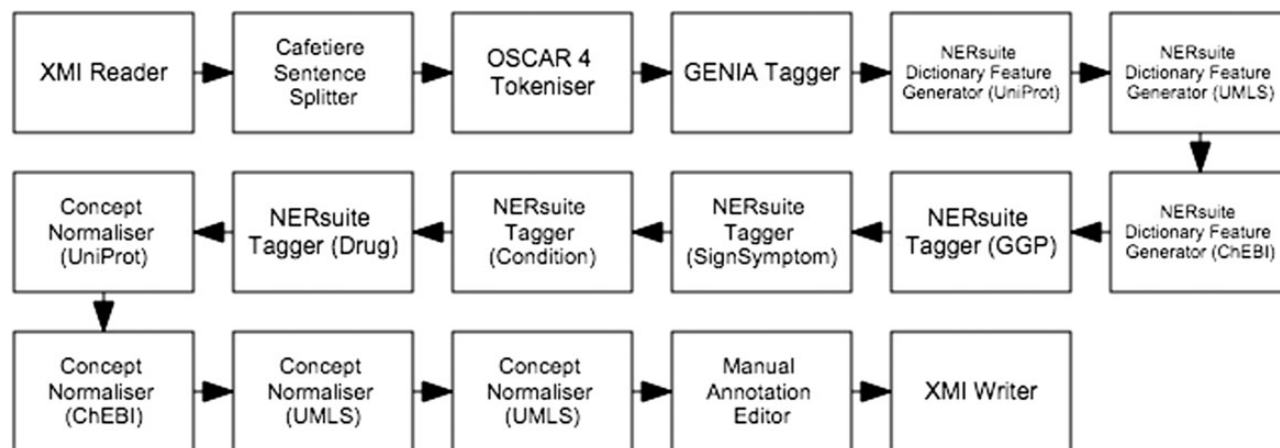 XMI Reader
Cafetiere
Sentence
Splitter
OSCAR 4
Tokeniser
GENIA Tagger
NERsuite
Dictionary Feature
Generator (UniProt)
NERsuite
Dictionary Feature
Generator (UMLS)
Concept
Normaliser
(UniProt)
NERsuite
Tagger (Drug)
NERsuite
Tagger
(Condition)
NERsuite
Tagger
(SignSymptom)
NERsuite
Tagger (GGP)
NERsuite
Dictionary Feature
Generator (ChEBI)
Concept
Normaliser
(ChEBI)
Concept
Normaliser
(UMLS)
Concept
Normaliser
(UMLS)
Manual
Annotation
Editor
XMI Writer